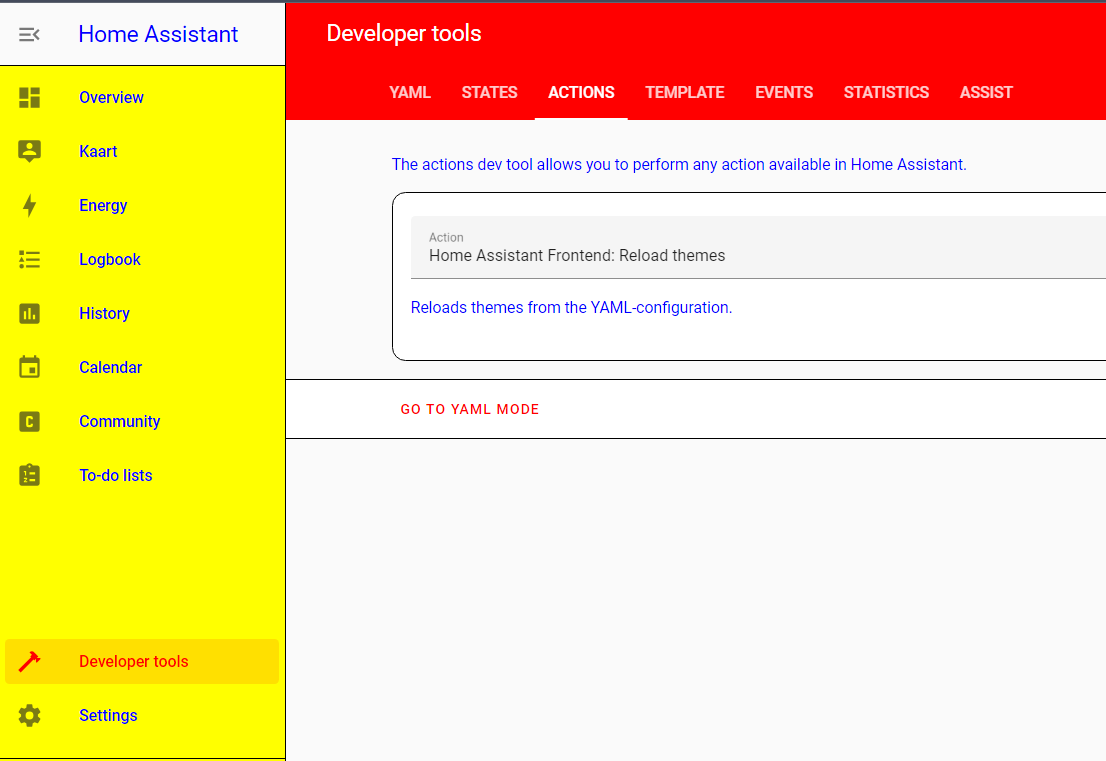 Home Assistant
Developer tools
YAML STATES ACTIONS TEMPLATE EVENTS STATISTICS ASSIST
Overview
Kaart
Energy
Logbook
History
Calendar
Community
To-do lists
Developer tools
Settings
The actions dev tool allows you to perform any action available in Home Assistant.
Action
Home Assistant Frontend: Reload themes
Reloads themes from the YAML-configuration.
GO TO YAML MODE